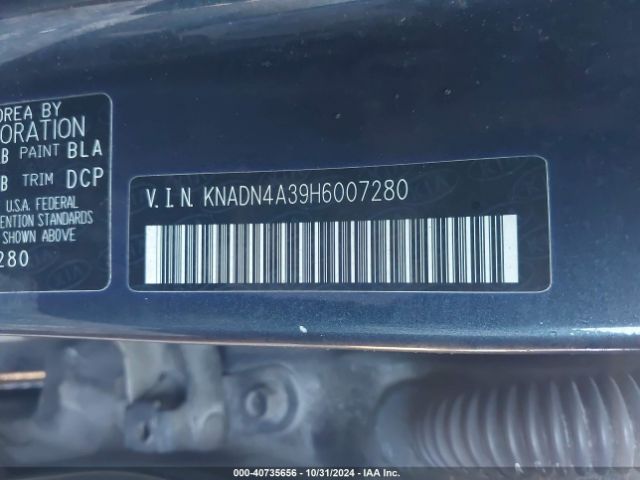 OREA BY
ORATION
B PAINT BLA
B TRIM DCP
U.S.A. FEDERAL
ENTION STANDARDS
SHOWN ABOVE
280
V.I.N. KNADN4A39H6007280
000-40735656 - 10/31/2024 - IAA Inc.